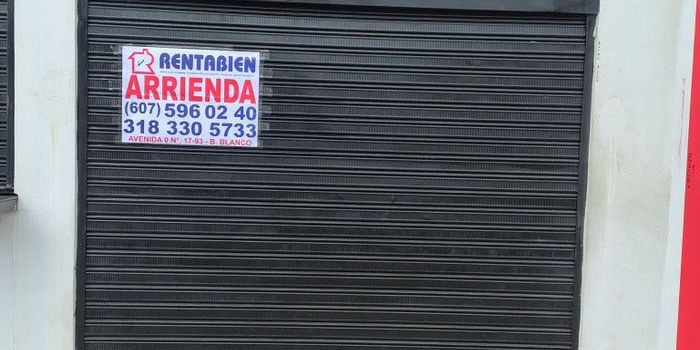 RENTABIEN
ARRIENDA
(607) 596 02 40
318 330 5733
AVENIDA 0 N°. 17-93 - B. BLANCO